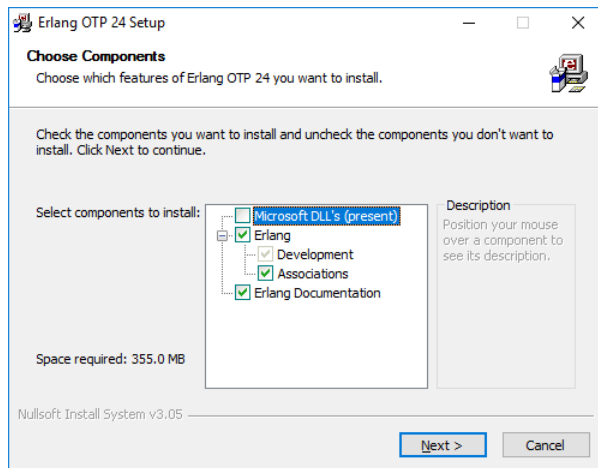 Erlang OTP 24 Setup
Choose Components
Choose which features of Erlang OTP 24 you want to install.
Check the components you want to install and uncheck the components you don't want to
install. Click Next to continue.
Select components to install:
Microsoft DLL's (present)
Erlang
Development
Associations
Erlang Documentation
Description
Position your mouse
over a component to
see its description.
Space required: 355.0 MB
Nullsoft Install System v3.05
Next >
Cancel